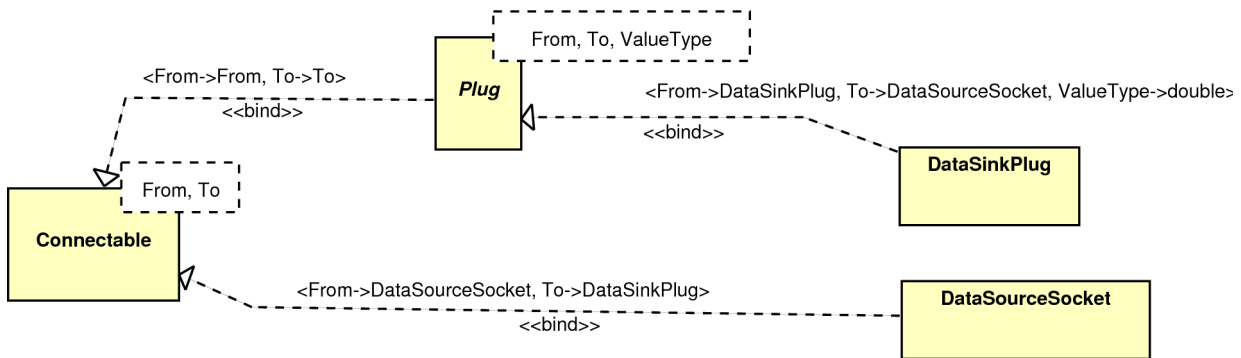 From, To, ValueType
<From->From, To->To>
Plug
<From->DataSinkPlug, To->DataSourceSocket, ValueType->double>
<<bind>>
<<bind>>
DataSinkPlug
From, To
Connectable
<From->DataSourceSocket, To->DataSinkPlug>
DataSourceSocket
<<bind>>